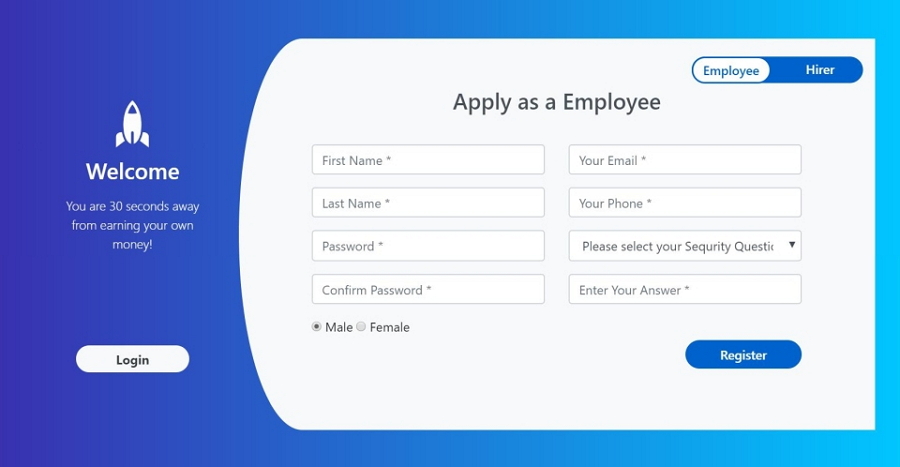 Welcome
You are 30 seconds away
from earning your own
money!
Login
Employee Hirer
Apply as a Employee
First Name * Your Email *
Last Name * Your Phone *
Password * Please select your Sequrity Questic
Confirm Password * Enter Your Answer *
Male Female
Register